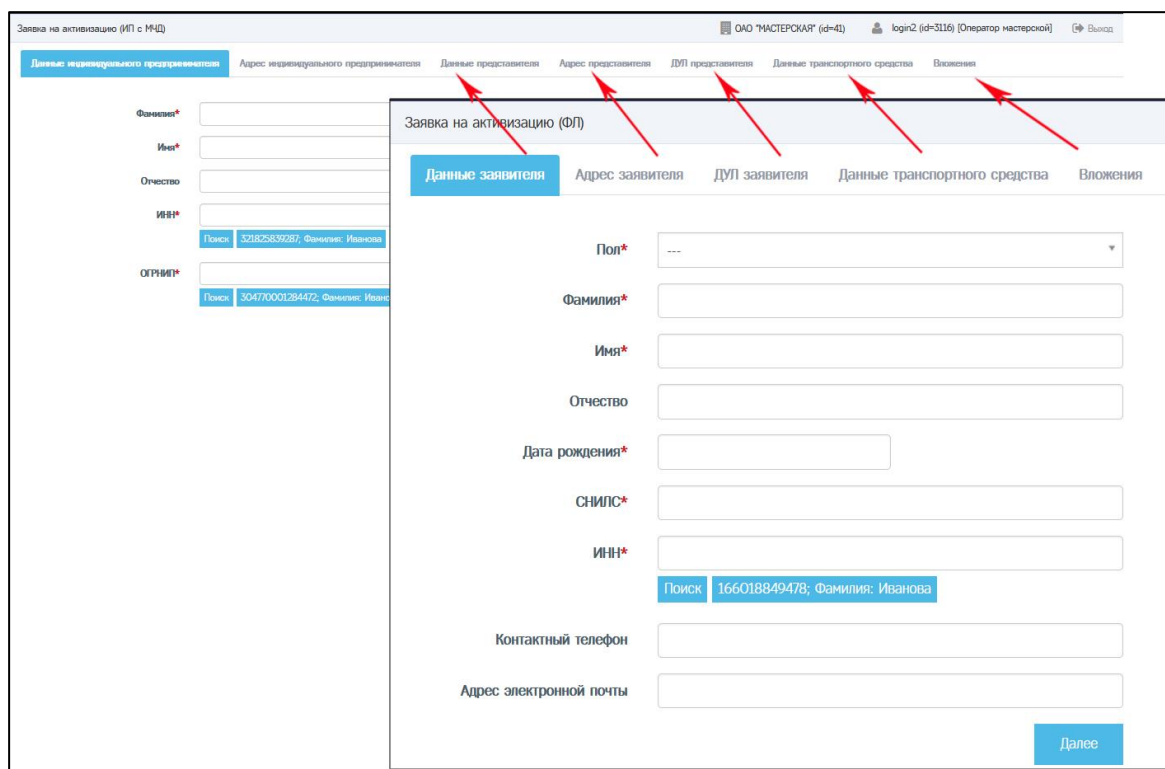 Заявка на активизацию (ИП с МЧД) ОАО "МАСТЕРСКАЯ" (id=41) login2 (id=3116) [Оператор мастерской] Выход
Данные индивидуального предпринимателя Адрес индивидуального предпринимателя Данные представителя Адрес представителя ДУЛ представителя Данные транспортного средства Вложения
Фамилия*
Имя*
Отчество
ИНН*
Поиск 321825839287; Фамилия: Иванова
ОГРНИП*
Поиск 304770001284472; Фамилия:
Заявка на активизацию (ФЛ)
Данные заявителя Адрес заявителя ДУЛ заявителя Данные транспортного средства Вложения
Пол* ---
Фамилия*
Имя*
Отчество
Дата рождения*
СНИЛС*
ИНН*
Поиск 166018849478; Фамилия: Иванова
Контактный телефон
Адрес электронной почты
Далее